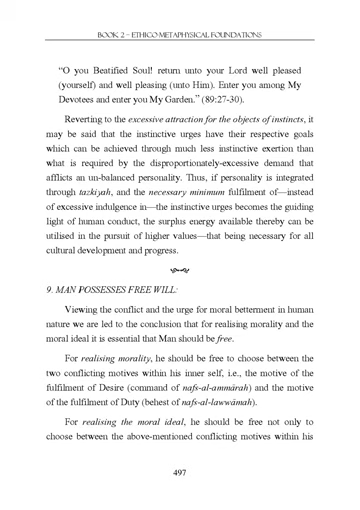 BOOK 2 – ETHICO-METAPHYSICAL FOUNDATIONS
“O you Beatified Soul! return unto your Lord well pleased
(yourself) and well pleasing (unto Him). Enter you among My
Devotees and enter you My Garden.” (89:27-30).
Reverting to the excessive attraction for the objects of instincts, it
may be said that the instinctive urges have their respective goals
which can be achieved through much less instinctive exertion than
what is required by the disproportionately-excessive demand that
afflicts an un-balanced personality. Thus, if personality is integrated
through tazkiyah, and the necessary minimum fulfilment of—instead
of excessive indulgence in—the instinctive urges becomes the guiding
light of human conduct, the surplus energy available thereby can be
utilised in the pursuit of higher values—that being necessary for all
cultural development and progress.
9. MAN POSSESSES FREE WILL:
Viewing the conflict and the urge for moral betterment in human
nature we are led to the conclusion that for realising morality and the
moral ideal it is essential that Man should be free.
For realising morality, he should be free to choose between the
two conflicting motives within his inner self, i.e., the motive of the
fulfilment of Desire (command of nafs-al-ammārah) and the motive
of the fulfilment of Duty (behest of nafs-al-lawwāmah).
For realising the moral ideal, he should be free not only to
choose between the above-mentioned conflicting motives within his
497